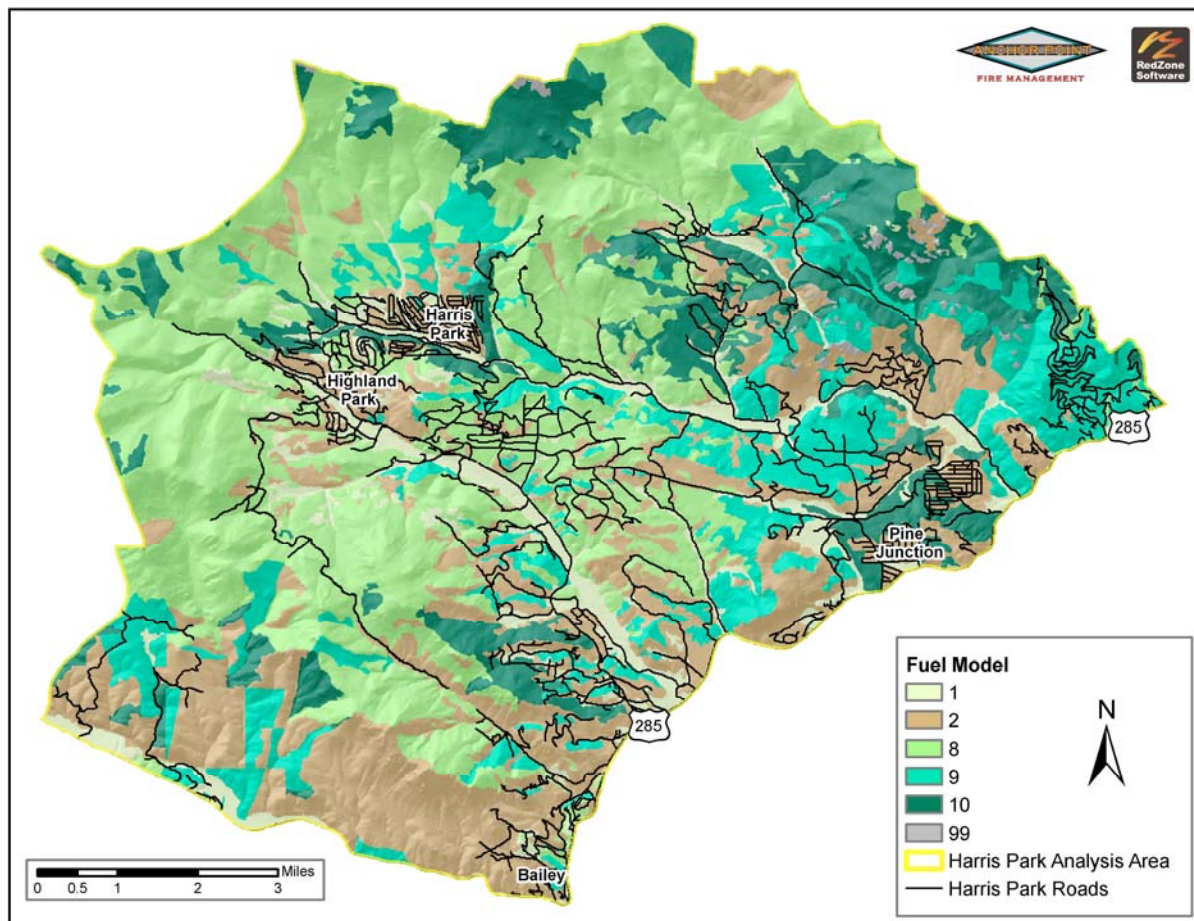 ANCHOR POINT
FIRE MANAGEMENT
RedZone
Software
Harris
Park
Highland
Park
285
Pine
Junction
285
Bailey
Fuel Model
1
2
8
9
10
99
Harris Park Analysis Area
Harris Park Roads
N
Miles
0 0.5 1 2 3